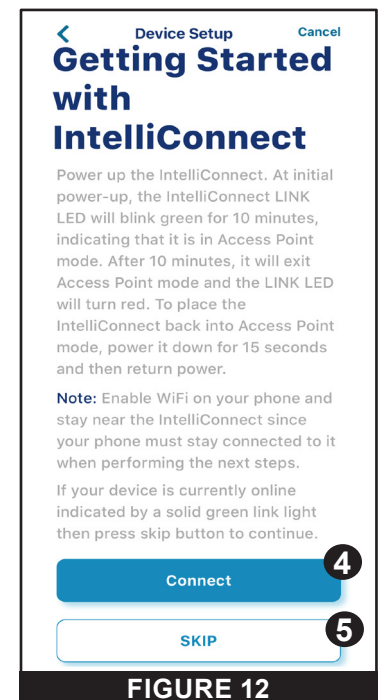 Device Setup Cancel
Getting Started
with
IntelliConnect
Power up the IntelliConnect. At initial
power-up, the IntelliConnect LINK
LED will blink green for 10 minutes,
indicating that it is in Access Point
mode. After 10 minutes, it will exit
Access Point mode and the LINK LED
will turn red. To place the
IntelliConnect back into Access Point
mode, power it down for 15 seconds
and then return power.
Note: Enable WiFi on your phone and
stay near the IntelliConnect since
your phone must stay connected to it
when performing the next steps.
If your device is currently online
indicated by a solid green link light
then press skip button to continue.
Connect 4
SKIP 5
FIGURE 12